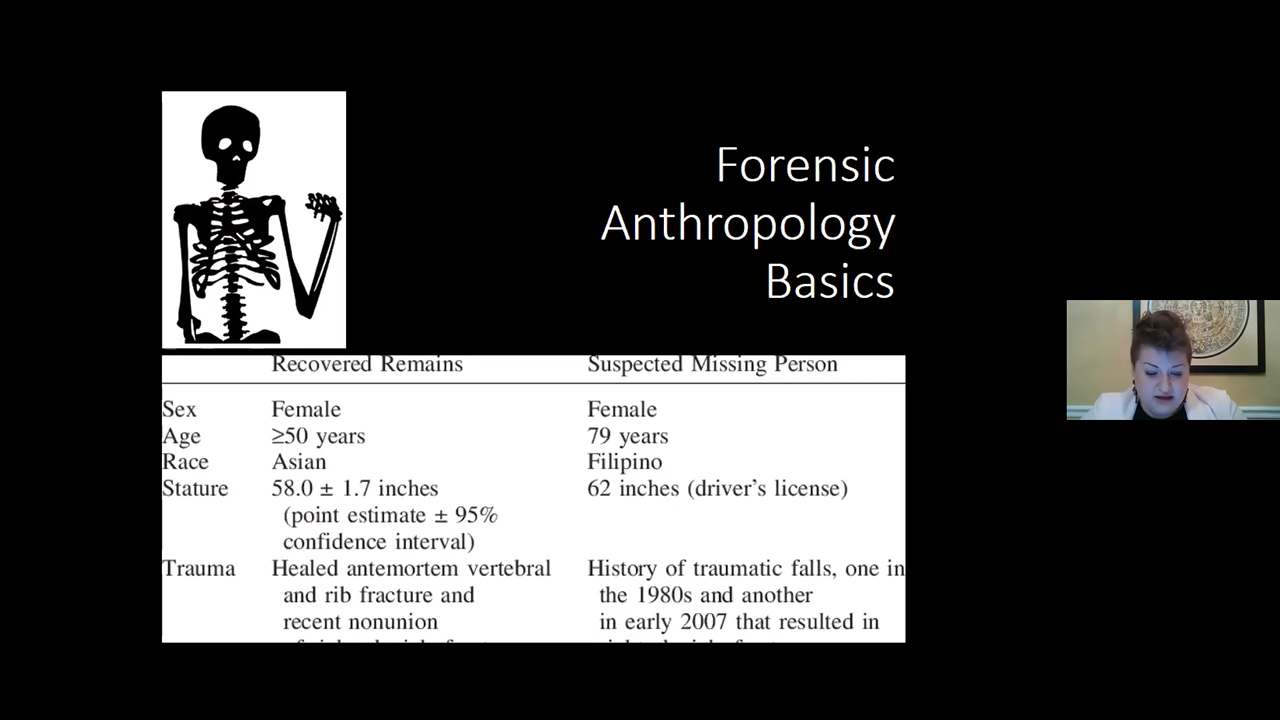 Forensic
Anthropology
Basics
Recovered Remains Suspected Missing Person
Sex Female Female
Age ≥50 years 79 years
Race Asian Filipino
Stature 58.0 ± 1.7 inches 62 inches (driver's license)
(point estimate ± 95%
confidence interval)
Trauma Healed antemortem vertebral History of traumatic falls, one in
and rib fracture and the 1980s and another
recent nonunion in early 2007 that resulted in